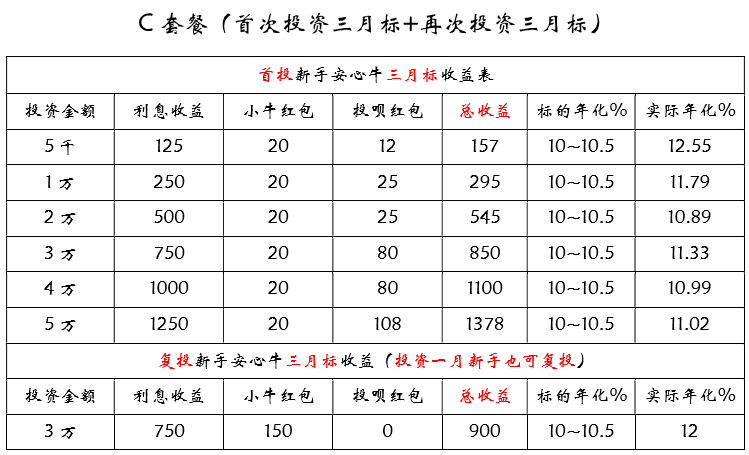 C 套餐（首次投资三月标+再次投资三月标）
首投新手安心牛三月标收益表
投资金额 利息收益 小牛红包 投呗红包 总收益 标的年化% 实际年化%
5 千 125 20 12 157 10~10.5 12.55
1 万 250 20 25 295 10~10.5 11.79
2 万 500 20 25 545 10~10.5 10.89
3 万 750 20 80 850 10~10.5 11.33
4 万 1000 20 80 1100 10~10.5 10.99
5 万 1250 20 108 1378 10~10.5 11.02
复投新手安心牛三月标收益（投资一月新手也可复投）
投资金额 利息收益 小牛红包 投呗红包 总收益 标的年化% 实际年化%
3 万 750 150 0 900 10~10.5 12